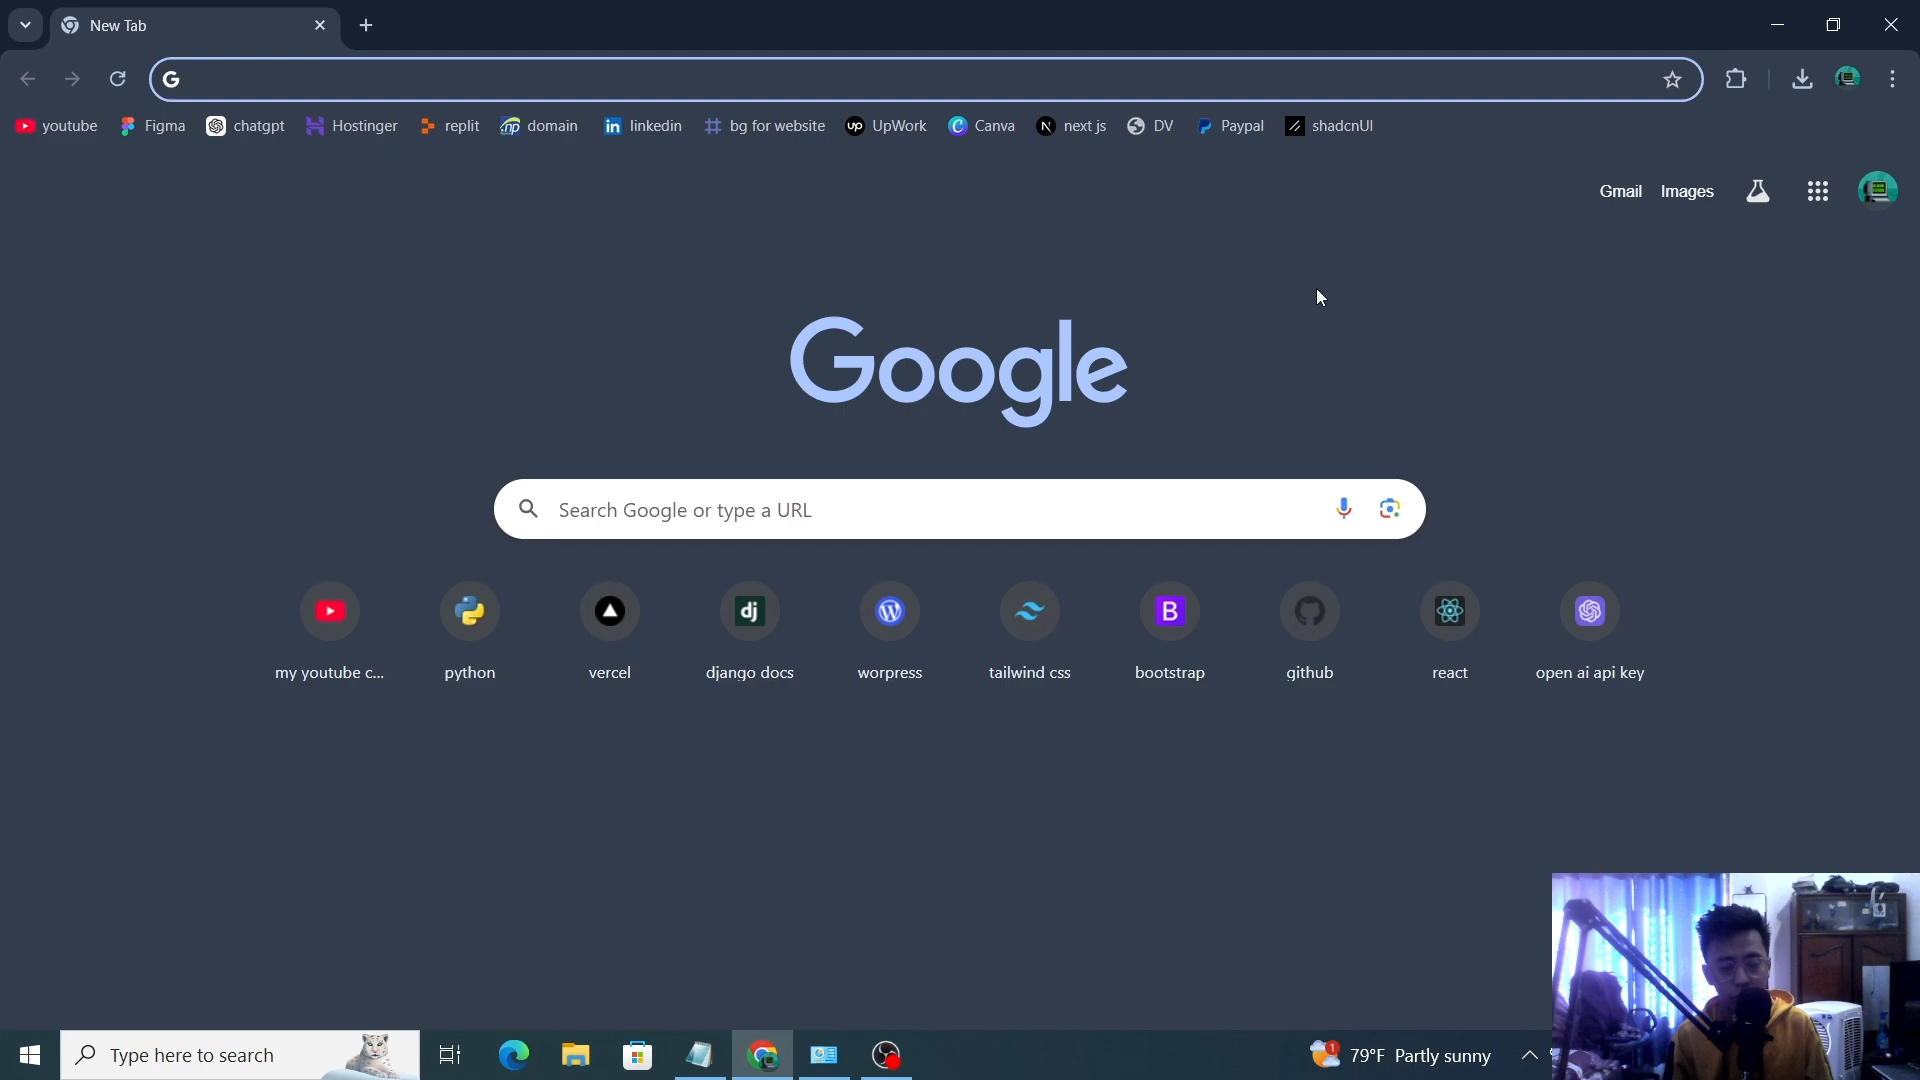 New Tab
youtube Figma chatgpt Hostinger replit domain linkedin bg for website UpWork Canva next js DV Paypal shadcnUI
Gmail Images
Google
Search Google or type a URL
my youtube c... python vercel django docs worpress tailwind css bootstrap github react open ai api key
Type here to search 79°F Partly sunny